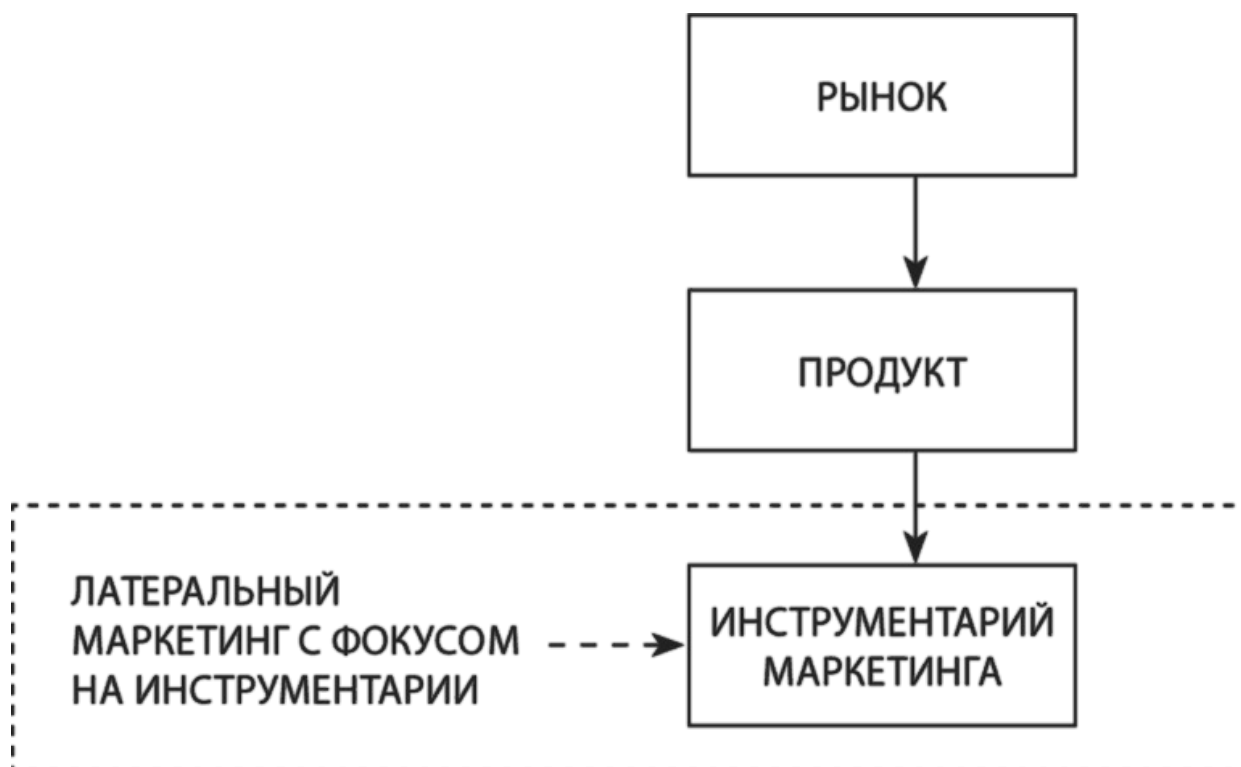 РЫНОК
ПРОДУКТ
ЛАТЕРАЛЬНЫЙ
МАРКЕТИНГ С ФОКУСОМ
НА ИНСТРУМЕНТАРИИ
ИНСТРУМЕНТАРИЙ
МАРКЕТИНГА